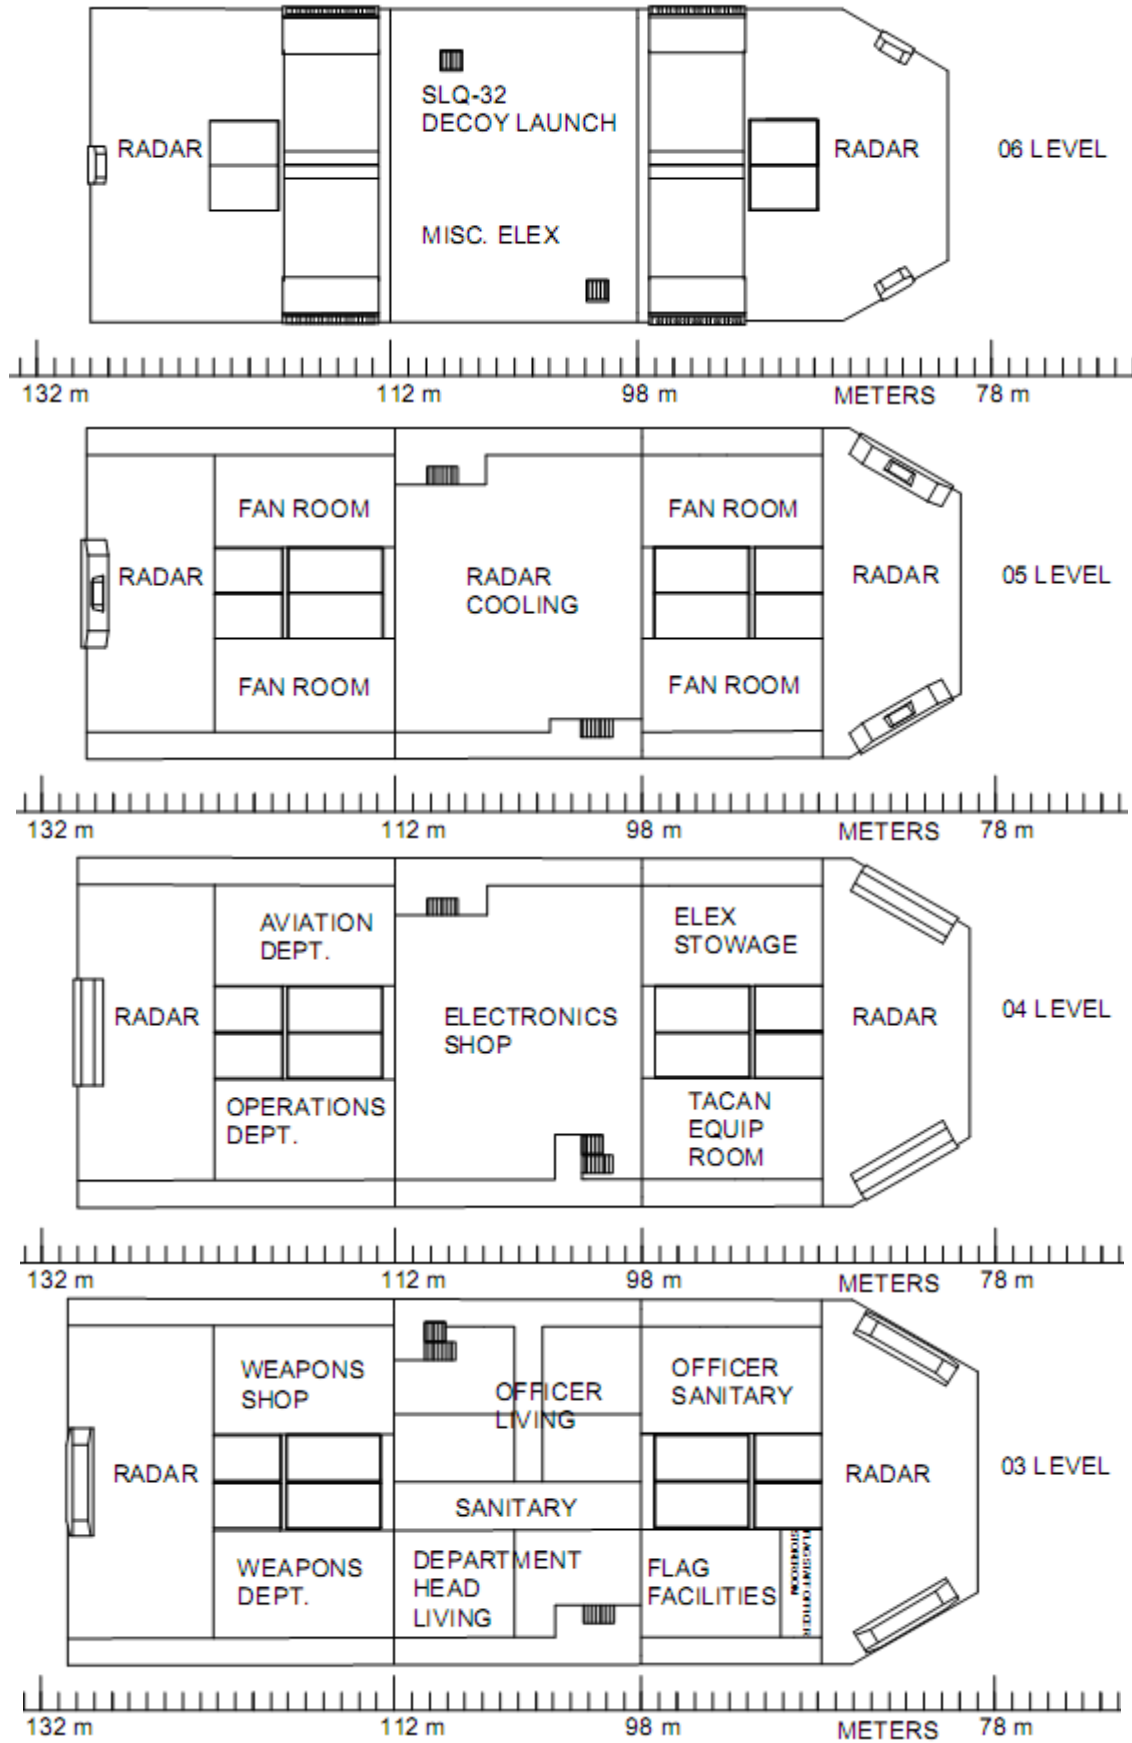 SLQ-32
DECOY LAUNCH
RADAR
RADAR
06 LEVEL
MISC. ELEX
132 m
112 m
98 m
METERS
78 m
FAN ROOM
FAN ROOM
RADAR
RADAR
COOLING
RADAR
05 LEVEL
FAN ROOM
FAN ROOM
132 m
112 m
98 m
METERS
78 m
AVIATION
DEPT.
ELEX
STOWAGE
RADAR
ELECTRONICS
SHOP
RADAR
04 LEVEL
OPERATIONS
DEPT.
TACAN
EQUIP
ROOM
132 m
112 m
98 m
METERS
78 m
WEAPONS
SHOP
OFFICER
LIVING
OFFICER
SANITARY
RADAR
RADAR
03 LEVEL
SANITARY
WEAPONS
DEPT.
DEPARTMENT
HEAD
LIVING
FLAG
FACILITIES
FLAG STAFF OFFICER
STOREROOM
132 m
112 m
98 m
METERS
78 m